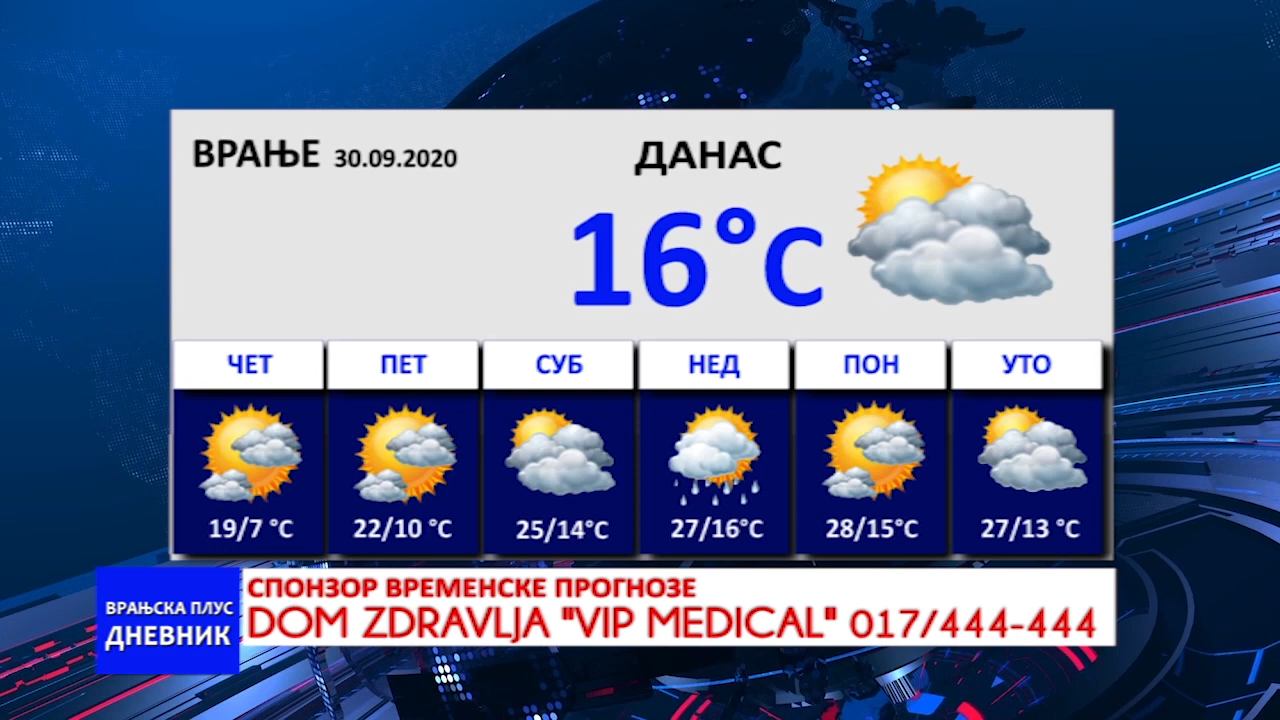 ВРАЊЕ 30.09.2020
ДАНАС
16°C
ЧЕТ ПЕТ СУБ НЕД ПОН УТО
19/7 °C 22/10 °C 25/14°C 27/16°C 28/15°C 27/13 °C
СПОНЗОР ВРЕМЕНСКЕ ПРОГНОЗЕ
DOM ZDRAVLJA "VIP MEDICAL" 017/444-444
ВРАЊСКА ПЛУС
ДНЕВНИК